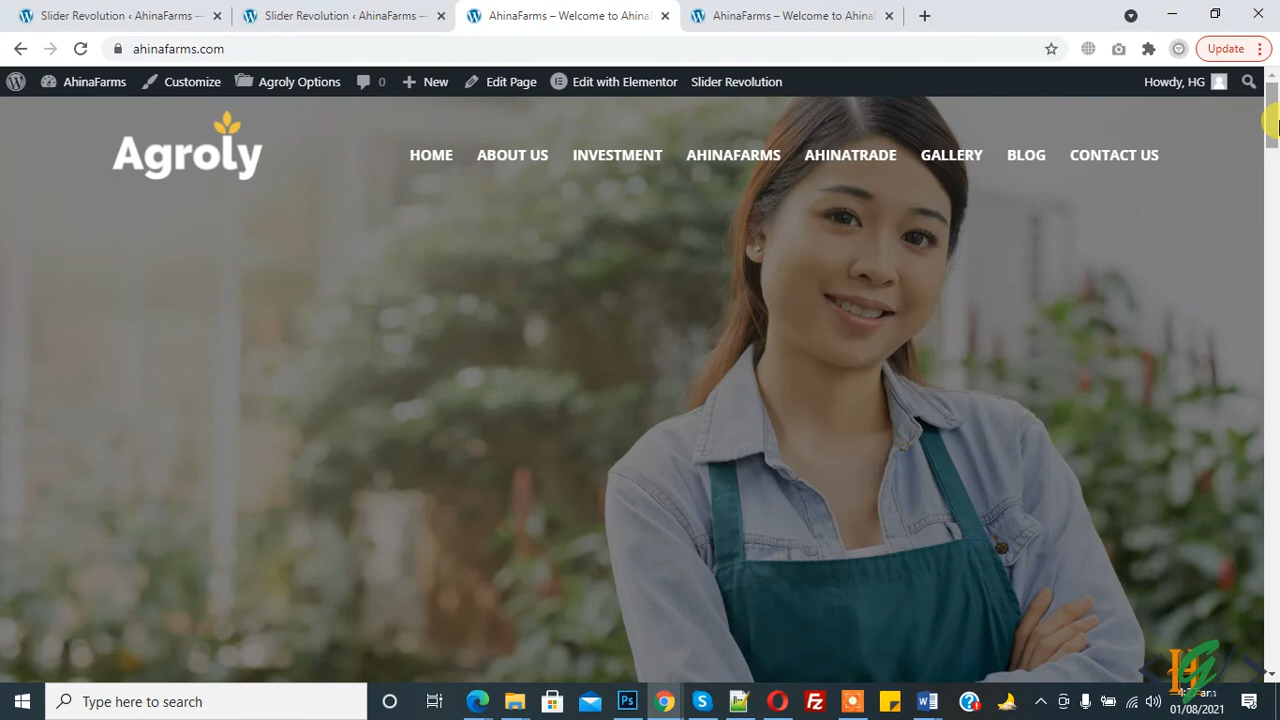 Slider Revolution ‹ AhinaFarms —
Slider Revolution ‹ AhinaFarms —
AhinaFarms – Welcome to Ahina
AhinaFarms – Welcome to Ahina
ahinafarms.com
Update
AhinaFarms
Customize
Agroly Options
0
New
Edit Page
Edit with Elementor
Slider Revolution
Howdy, HG
Agroly
HOME
ABOUT US
INVESTMENT
AHINAFARMS
AHINATRADE
GALLERY
BLOG
CONTACT US
Type here to search
Ps
01/08/2021